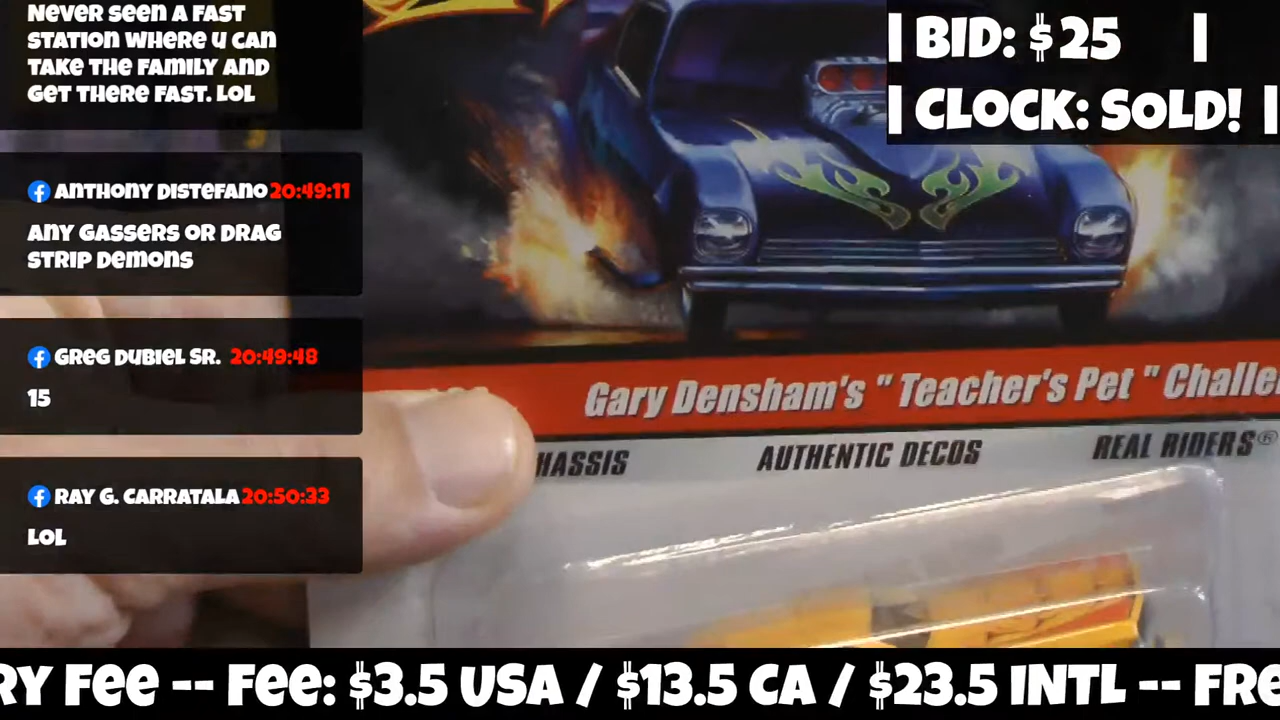 Never seen a fast
station where u can
take the family and
get there fast. lol
Anthony DiStefano 20:49:11
Any gassers or drag
strip demons
Greg Dubiel Sr. 20:49:48
15
Ray G. Carratala 20:50:33
Lol
| BID: $25 |
| CLOCK: SOLD! |
Gary Densham's "Teacher's Pet" Challe
HASSIS AUTHENTIC DECOS REAL RIDERS®
RY Fee -- Fee: $3.5 USA / $13.5 CA / $23.5 INTL -- Fre